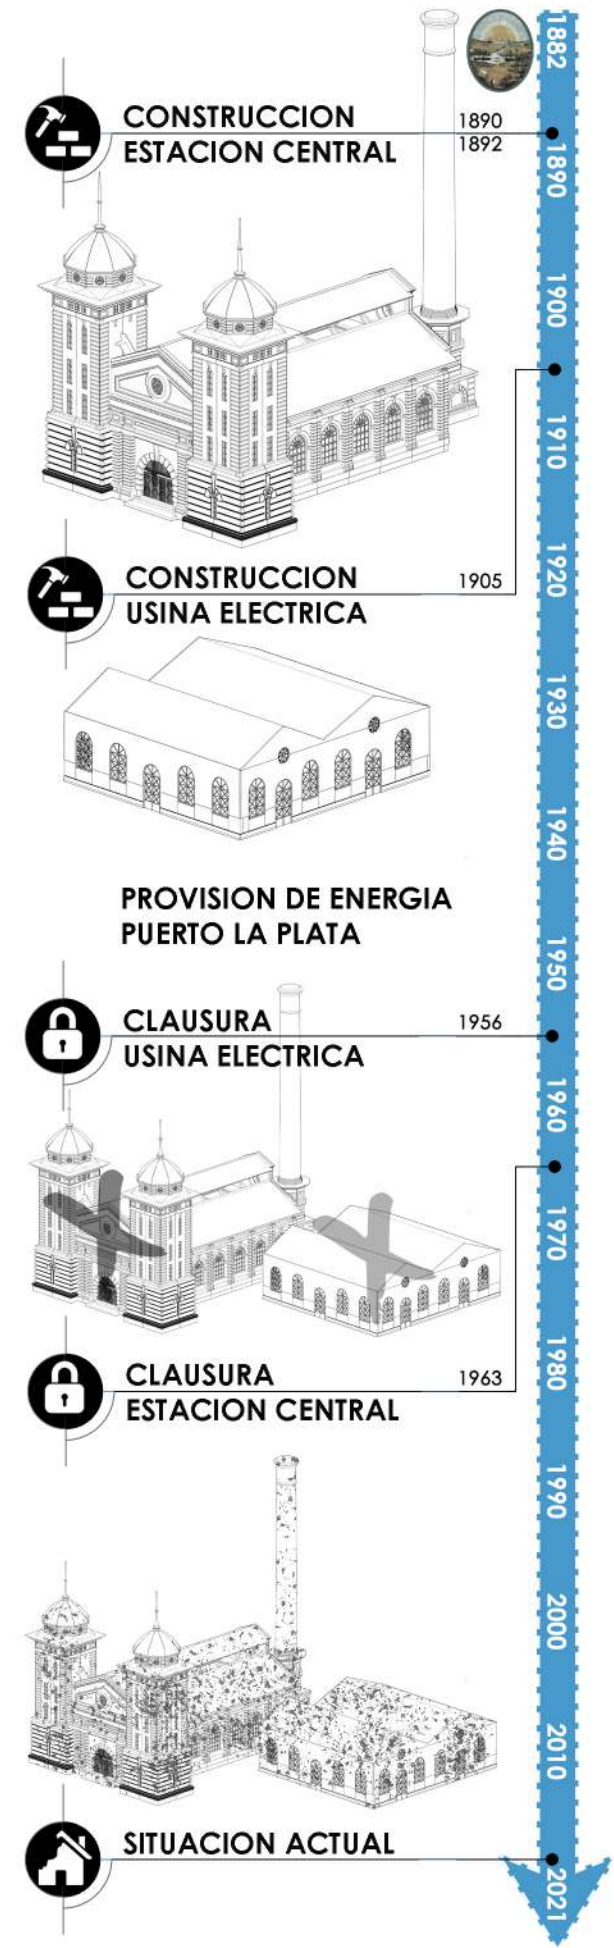 1882
CONSTRUCCION
ESTACION CENTRAL
1890
1892
1890
1900
1910
CONSTRUCCION
USINA ELECTRICA
1905
1920
1930
1940
PROVISION DE ENERGIA
PUERTO LA PLATA
1950
CLAUSURA
USINA ELECTRICA
1956
1960
1970
CLAUSURA
ESTACION CENTRAL
1963
1980
1990
2000
2010
SITUACION ACTUAL
2021